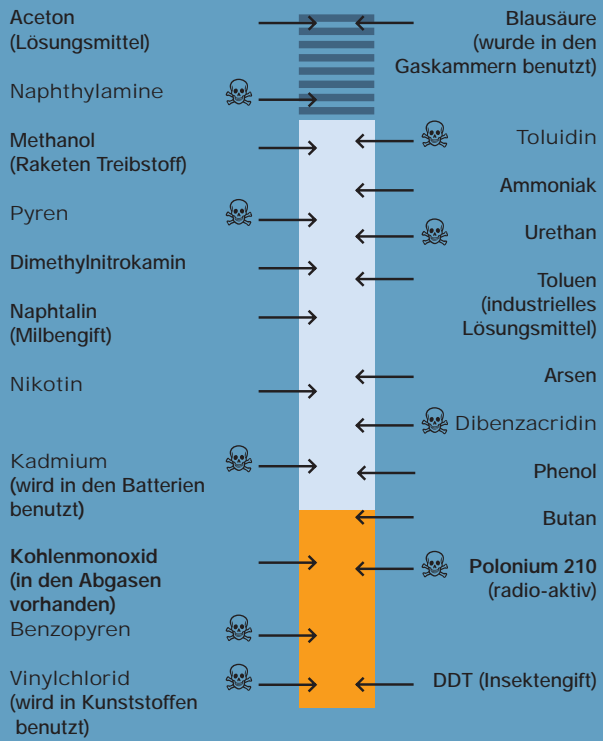 Aceton
(Lösungsmittel)
Naphthylamine
Methanol
(Raketen Treibstoff)
Pyren
Dimethylnitrokamin
Naphtalin
(Milbengift)
Nikotin
Kadmium
(wird in den Batterien
benutzt)
Kohlenmonoxid
(in den Abgasen
vorhanden)
Benzopyren
Vinylchlorid
(wird in Kunststoffen
benutzt)
Blausäure
(wurde in den
Gaskammern benutzt)
Toluidin
Ammoniak
Urethan
Toluen
(industrielles
Lösungsmittel)
Arsen
Dibenzacridin
Phenol
Butan
Polonium 210
(radio-aktiv)
DDT (Insektengift)